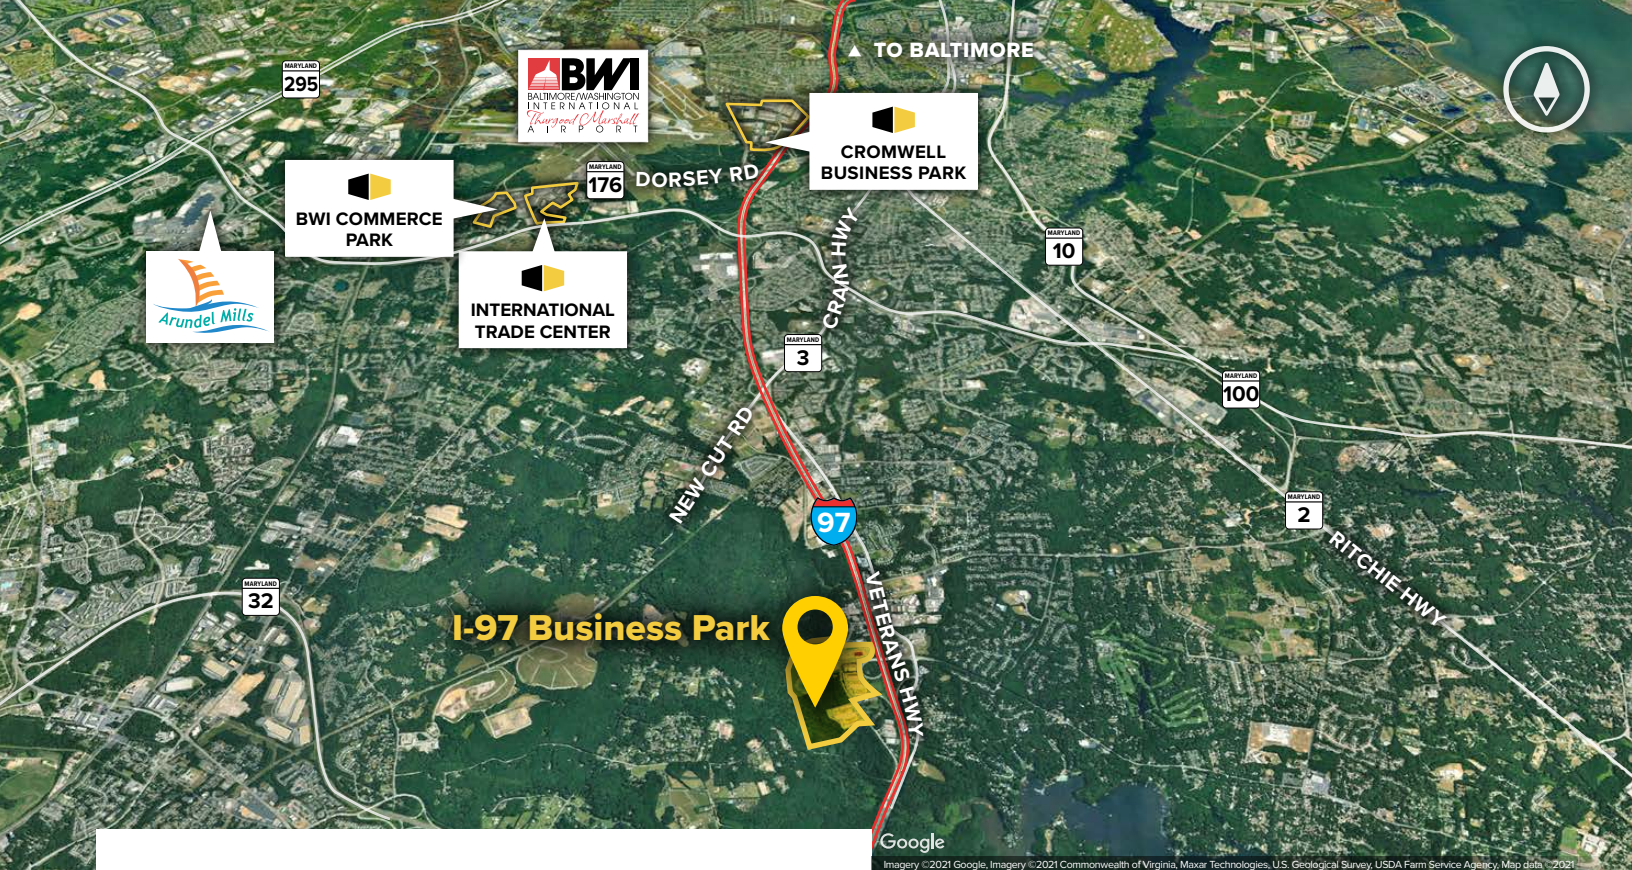 ▲ TO BALTIMORE
MARYLAND
295
BWI
BALTIMORE/WASHINGTON
INTERNATIONAL
Thurgood Marshall
AIRPORT
CROMWELL
BUSINESS PARK
MARYLAND
176
DORSEY RD
BWI COMMERCE
PARK
CRAIN HWY
MARYLAND
10
INTERNATIONAL
TRADE CENTER
Arundel Mills
MARYLAND
3
MARYLAND
100
NEW CUT RD
97
MARYLAND
2
RITCHIE HWY
MARYLAND
32
VETERANS HWY
I-97 Business Park
Google
Imagery ©2021 Google, Imagery ©2021 Commonwealth of Virginia, Maxar Technologies, U.S. Geological Survey, USDA Farm Service Agency, Map data ©2021